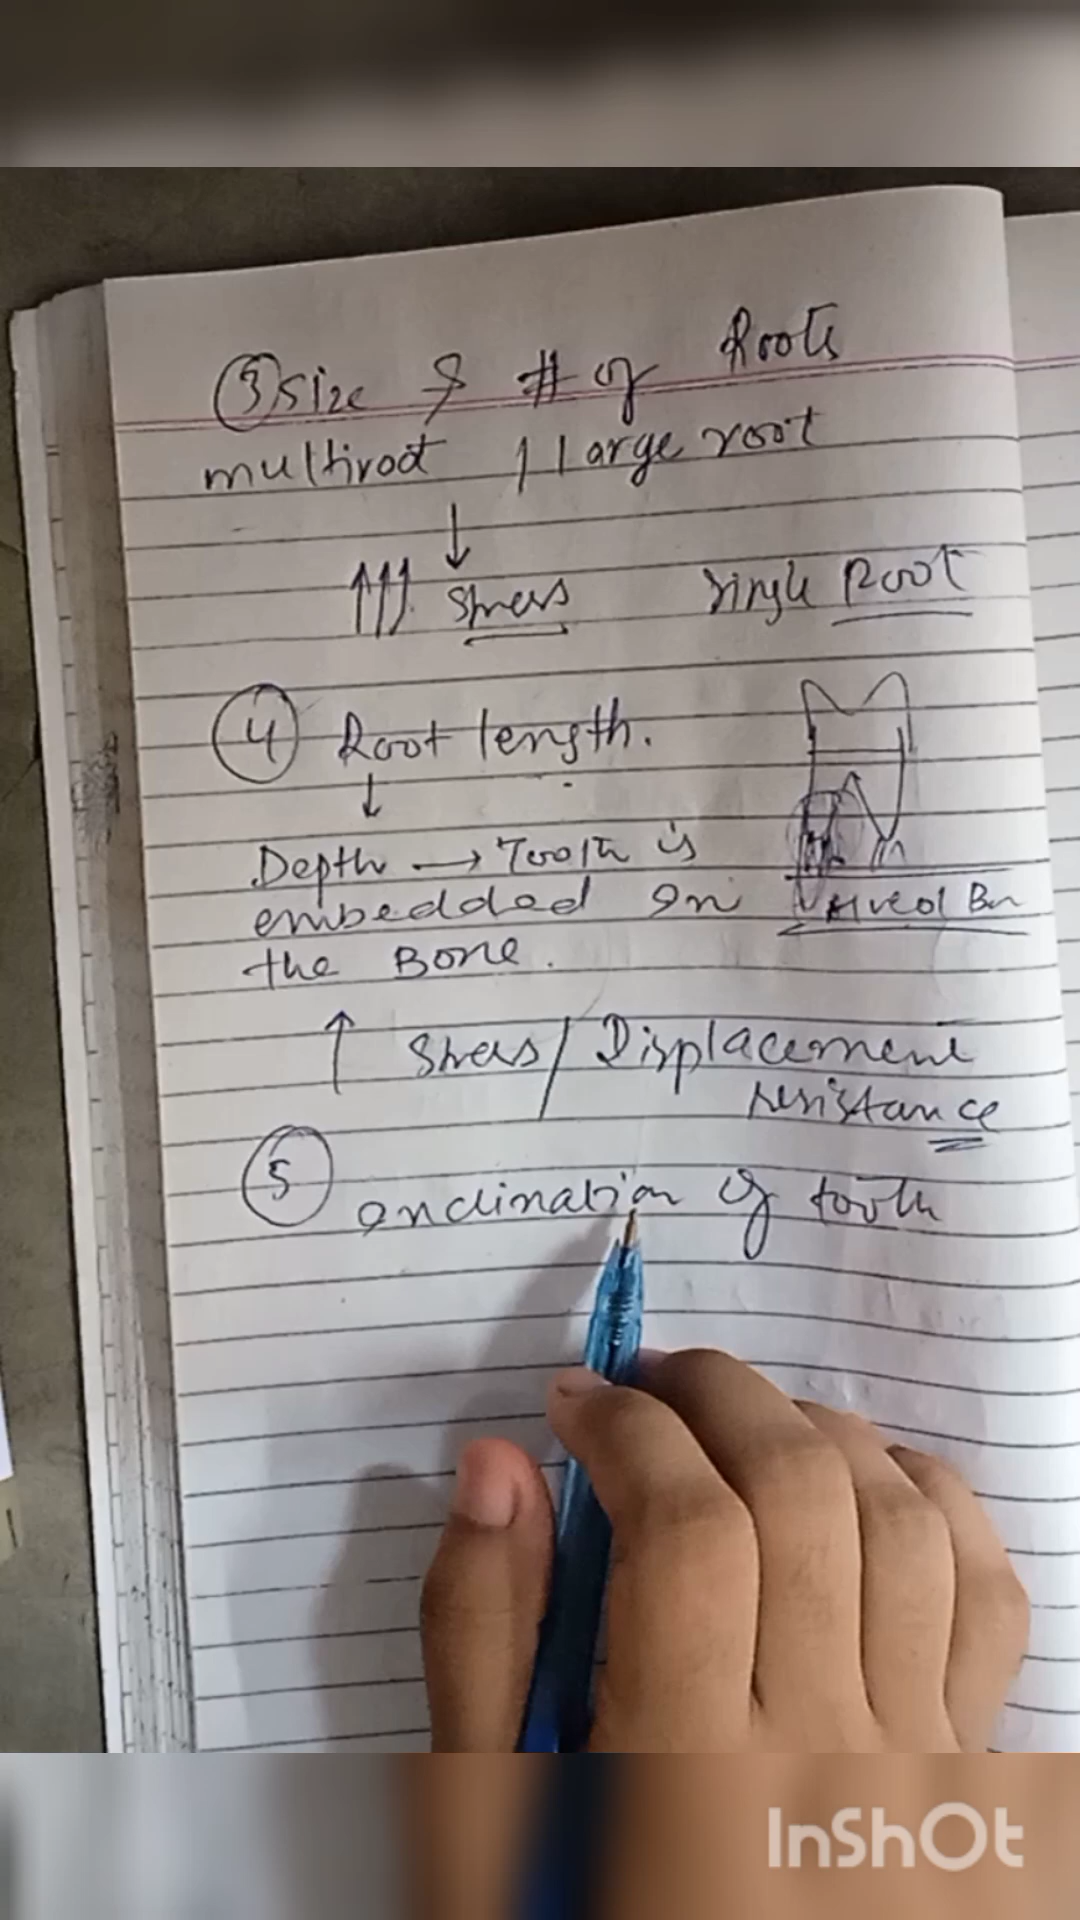 ③ Size & # of Roots
multiroot / large root
↓
↑↑↑ Stress single Root
④ Root length.
↓
Depth → Tooth is
embedded in Alveol Bn
the Bone.
↑ Stress / Displacement
resistance
⑤ Inclination of tooth
InShOt